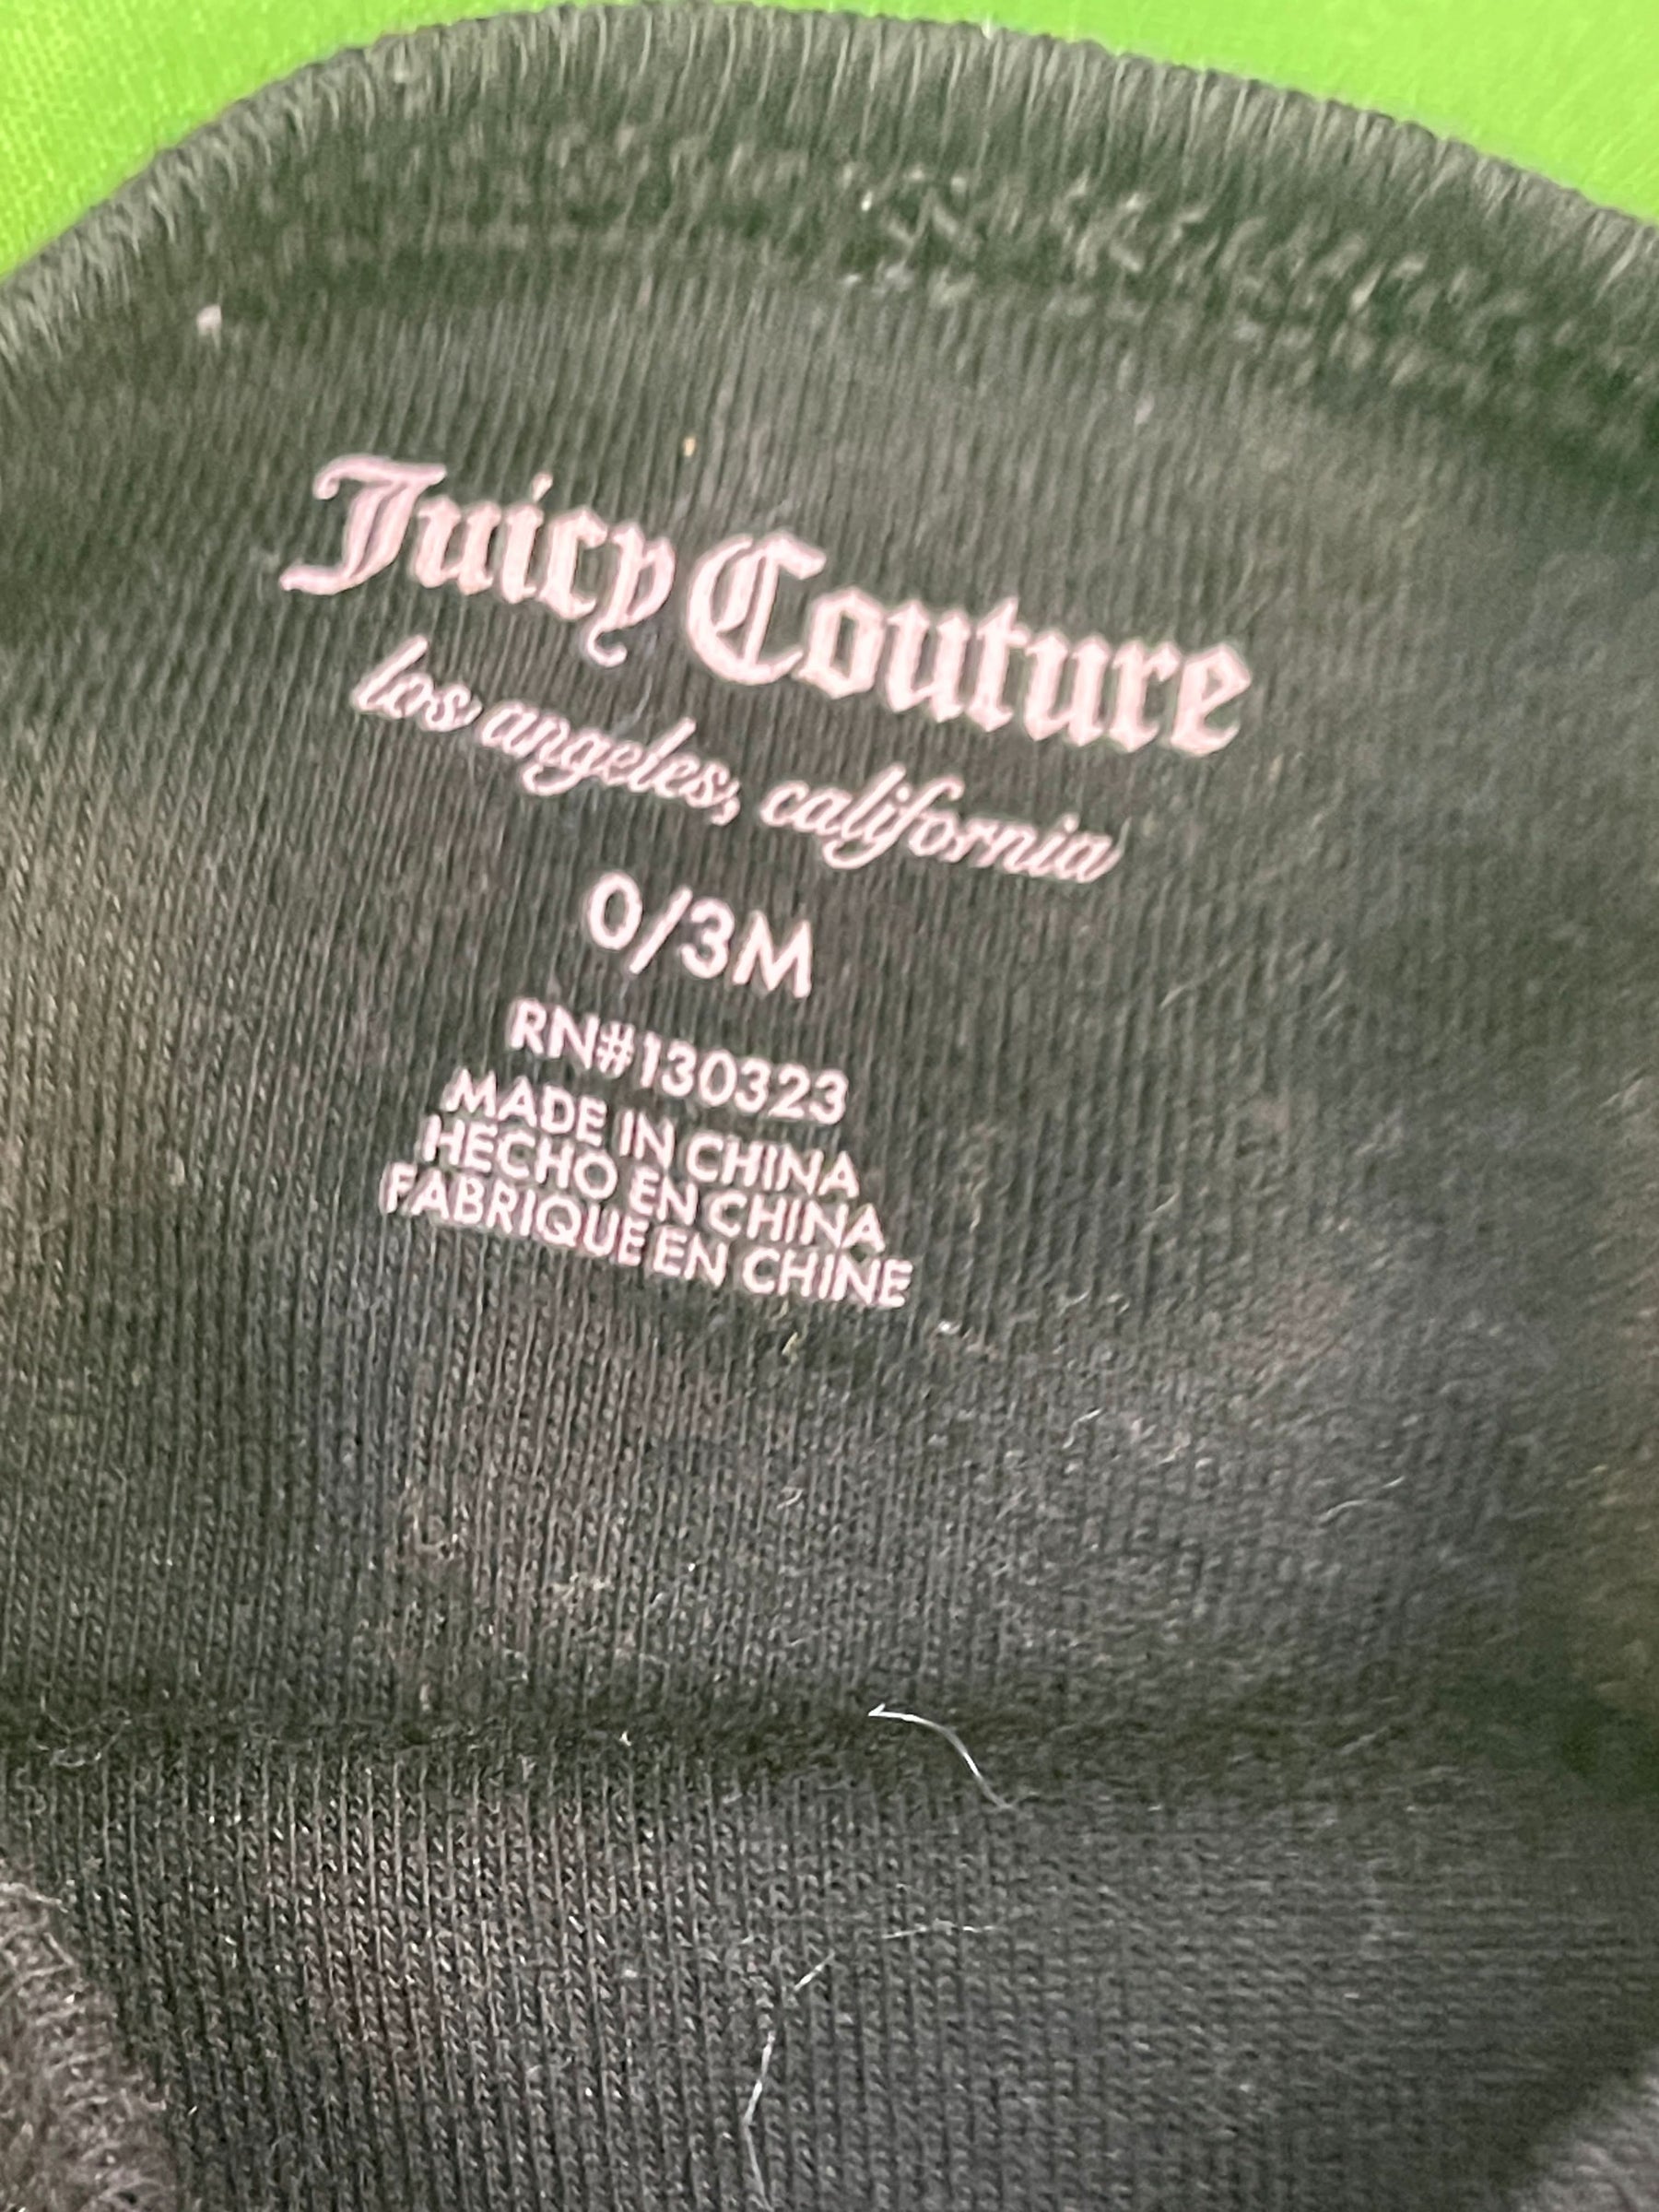 Juicy Couture
los angeles, california
0/3M
RN#130323
MADE IN CHINA
HECHO EN CHINA
FABRIQUE EN CHINE